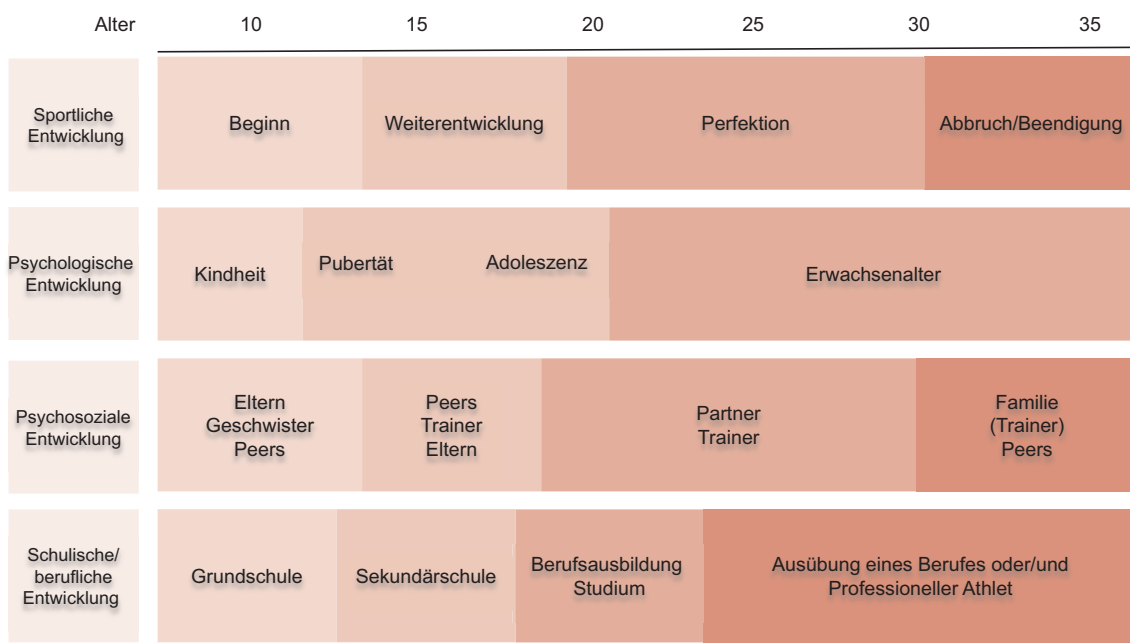 Alter 10 15 20 25 30 35
Sportliche
Entwicklung
Beginn
Weiterentwicklung
Perfektion
Abbruch/Beendigung
Psychologische
Entwicklung
Kindheit
Pubertät
Adoleszenz
Erwachsenalter
Psychosoziale
Entwicklung
Eltern
Geschwister
Peers
Peers
Trainer
Eltern
Partner
Trainer
Familie
(Trainer)
Peers
Schulische/
berufliche
Entwicklung
Grundschule
Sekundärschule
Berufsausbildung
Studium
Ausübung eines Berufes oder/und
Professioneller Athlet